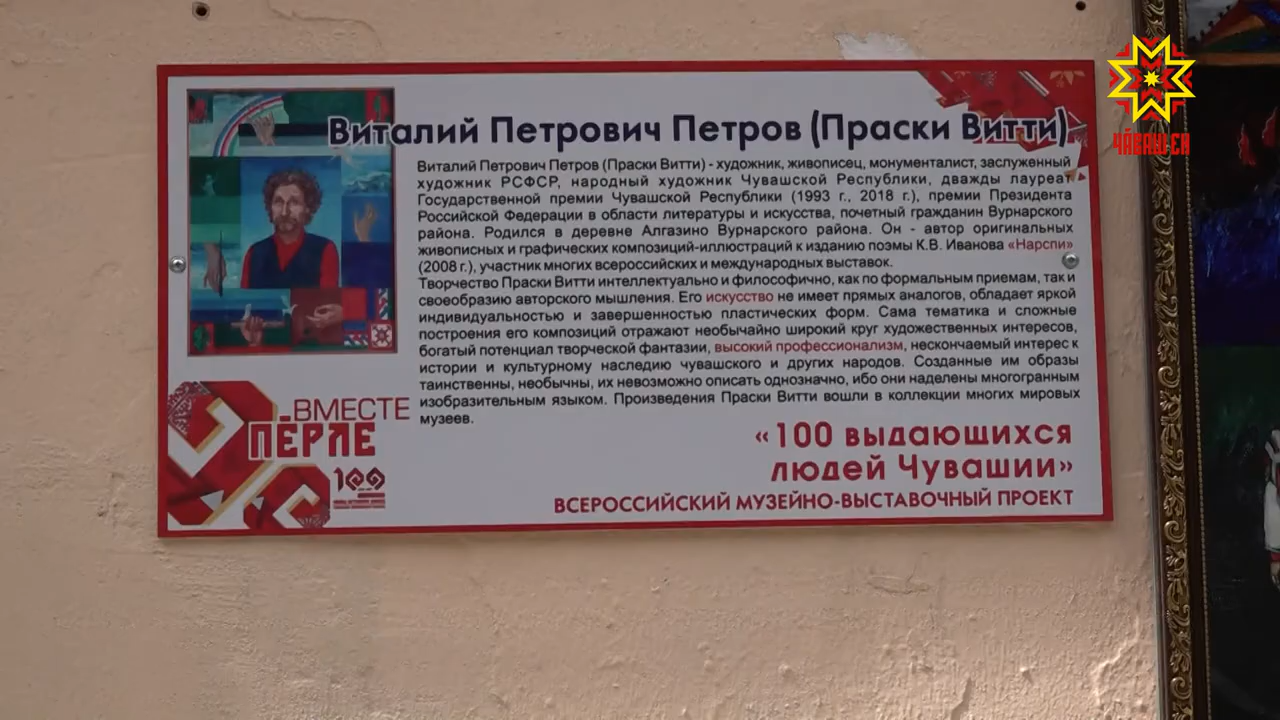 ЧӐВАШ ЕН
Виталий Петрович Петров (Праски Витти)
Виталий Петрович Петров (Праски Витти) - художник, живописец, монументалист, заслуженный
художник РСФСР, народный художник Чувашской Республики, дважды лауреат
Государственной премии Чувашской Республики (1993 г., 2018 г.), премии Президента
Российской Федерации в области литературы и искусства, почетный гражданин Вурнарского
района. Родился в деревне Алгазино Вурнарского района. Он - автор оригинальных
живописных и графических композиций-иллюстраций к изданию поэмы К.В. Иванова «Нарспи»
(2008 г.), участник многих всероссийских и международных выставок.
Творчество Праски Витти интеллектуально и философично, как по формальным приемам, так и
своеобразию авторского мышления. Его искусство не имеет прямых аналогов, обладает яркой
индивидуальностью и завершенностью пластических форм. Сама тематика и сложные
построения его композиций отражают необычайно широкий круг художественных интересов,
богатый потенциал творческой фантазии, высокий профессионализм, нескончаемый интерес к
истории и культурному наследию чувашского и других народов. Созданные им образы
таинственны, необычны, их невозможно описать однозначно, ибо они наделены многогранным
изобразительным языком. Произведения Праски Витти вошли в коллекции многих мировых
музеев.
ВМЕСТЕ
ПӖРЛЕ
100
«100 выдающихся
людей Чувашии»
ВСЕРОССИЙСКИЙ МУЗЕЙНО-ВЫСТАВОЧНЫЙ ПРОЕКТ